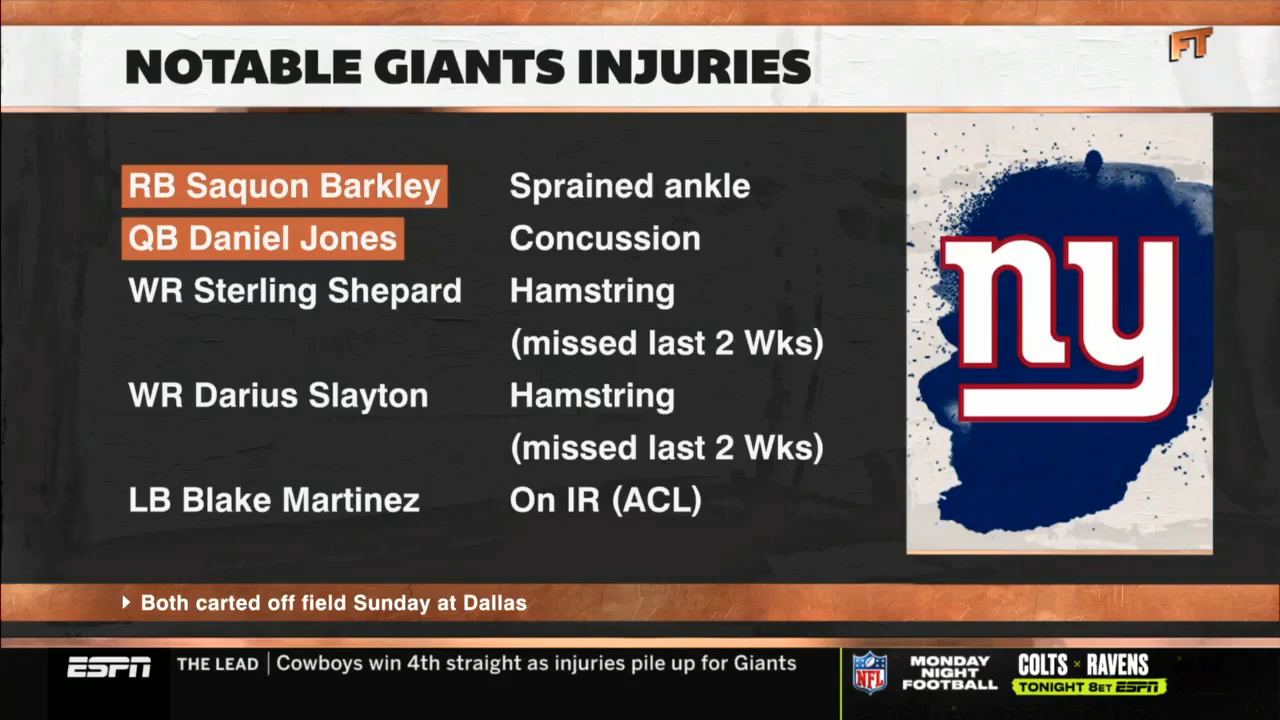 NOTABLE GIANTS INJURIES
FT
RB Saquon Barkley Sprained ankle
QB Daniel Jones Concussion
WR Sterling Shepard Hamstring
(missed last 2 Wks)
WR Darius Slayton Hamstring
(missed last 2 Wks)
LB Blake Martinez On IR (ACL)
ny
Both carted off field Sunday at Dallas
ESPN THE LEAD Cowboys win 4th straight as injuries pile up for Giants
NFL
MONDAY
NIGHT
FOOTBALL
COLTS × RAVENS
TONIGHT 8ET ESPN